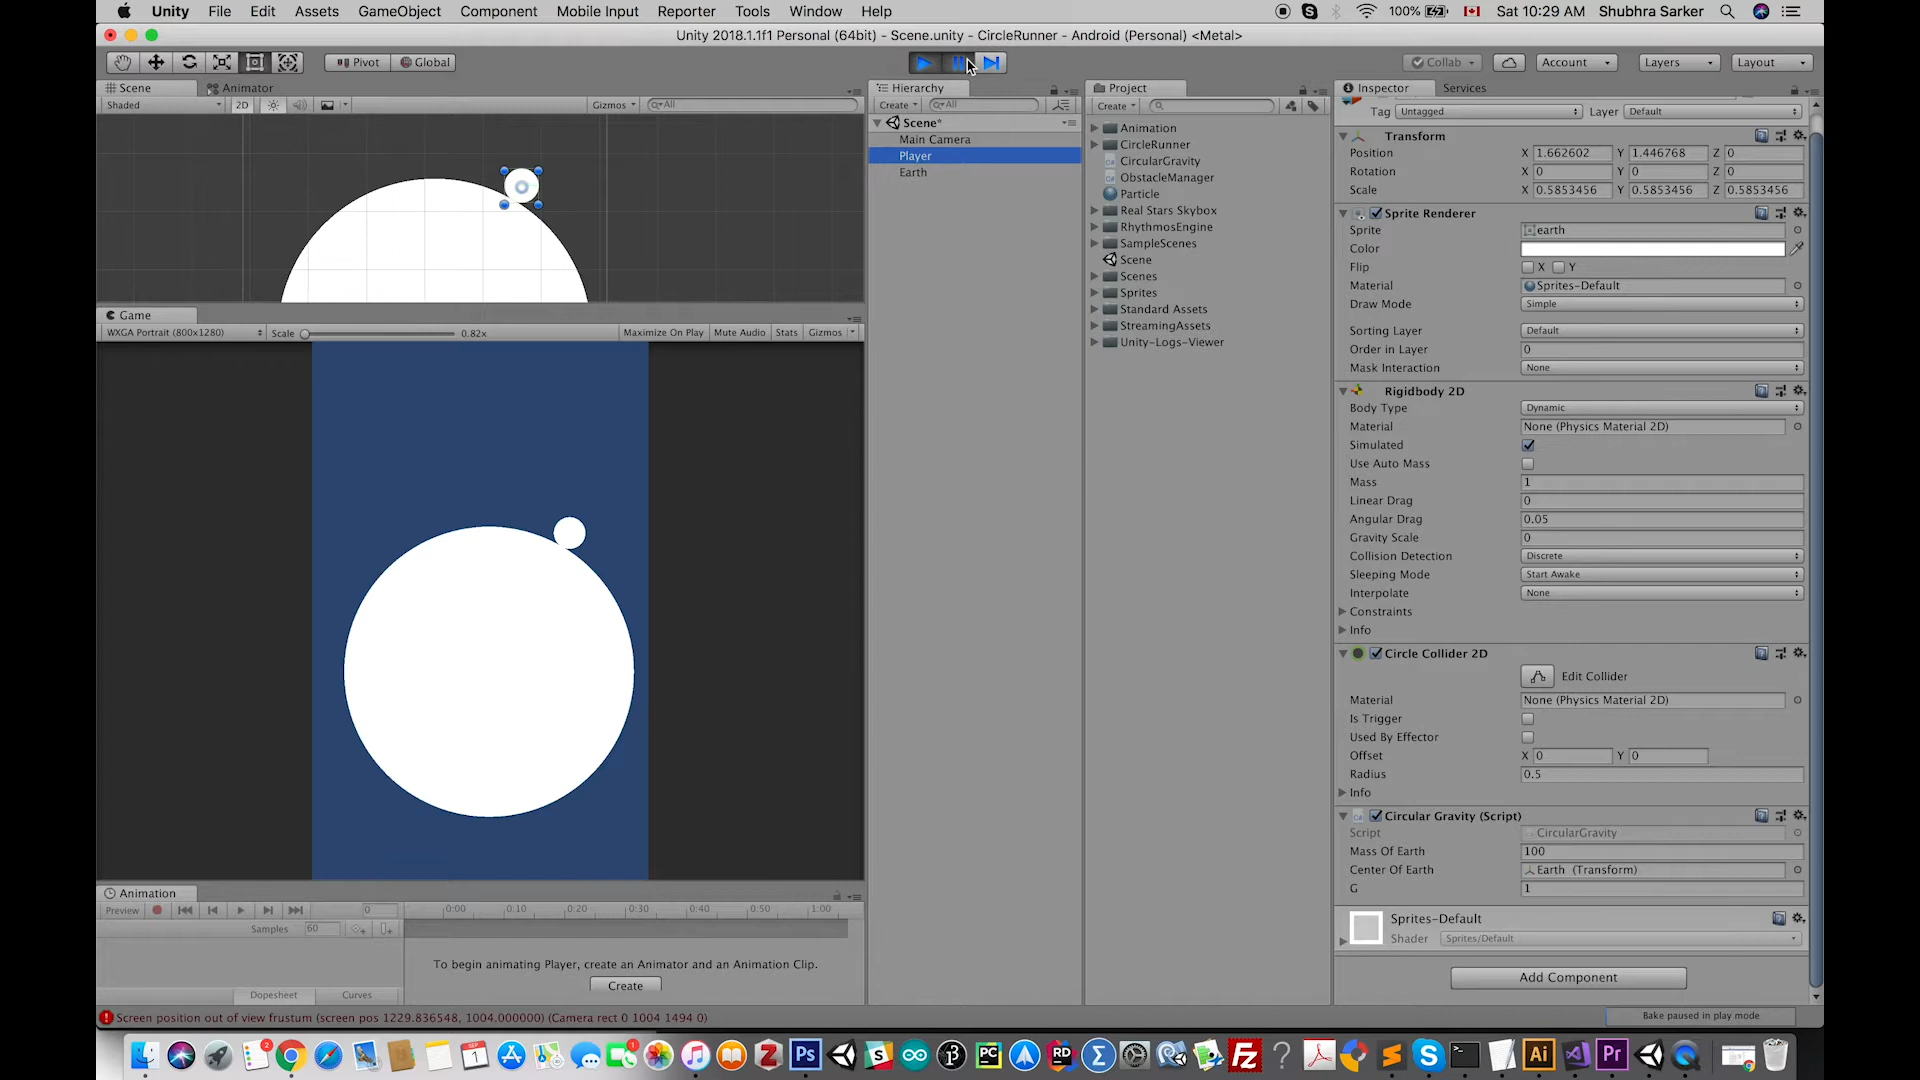 Unity File Edit Assets GameObject Component Mobile Input Reporter Tools Window Help 100% Sat 10:29 AM Shubhra Sarker
Unity 2018.1.1f1 Personal (64bit) - Scene.unity - CircleRunner - Android (Personal) <Metal>
Pivot Global Collab Account Layers Layout
Scene Animator
Shaded 2D Gizmos All
Game
WXGA Portrait (800x1280) Scale 0.82x Maximize On Play Mute Audio Stats Gizmos
Animation
Preview 0 0:00 0:10 0:20 0:30 0:40 0:50 1:00
Samples 60
To begin animating Player, create an Animator and an Animation Clip.
Create
Dopesheet Curves
Hierarchy
Create All
Scene*
Main Camera
Player
Earth
Project
Create
Animation
CircleRunner
CircularGravity
ObstacleManager
Particle
Real Stars Skybox
RhythmosEngine
SampleScenes
Scene
Scenes
Sprites
Standard Assets
StreamingAssets
Unity-Logs-Viewer
Inspector Services
Tag Untagged Layer Default
Transform
Position X 1.662602 Y 1.446768 Z 0
Rotation X 0 Y 0 Z 0
Scale X 0.5853456 Y 0.5853456 Z 0.5853456
Sprite Renderer
Sprite earth
Color
Flip X Y
Material Sprites-Default
Draw Mode Simple
Sorting Layer Default
Order in Layer 0
Mask Interaction None
Rigidbody 2D
Body Type Dynamic
Material None (Physics Material 2D)
Simulated
Use Auto Mass
Mass 1
Linear Drag 0
Angular Drag 0.05
Gravity Scale 0
Collision Detection Discrete
Sleeping Mode Start Awake
Interpolate None
Constraints
Info
Circle Collider 2D
Edit Collider
Material None (Physics Material 2D)
Is Trigger
Used By Effector
Offset X 0 Y 0
Radius 0.5
Info
Circular Gravity (Script)
Script CircularGravity
Mass Of Earth 100
Center Of Earth Earth (Transform)
G 1
Sprites-Default
Shader Sprites/Default
Add Component
Screen position out of view frustum (screen pos 1229.836548, 1004.000000) (Camera rect 0 0 1004 1494 0)
Bake paused in play mode
2 SEP 1 1 Z Ps S PC RD Σ Fz ? S Ai Pr